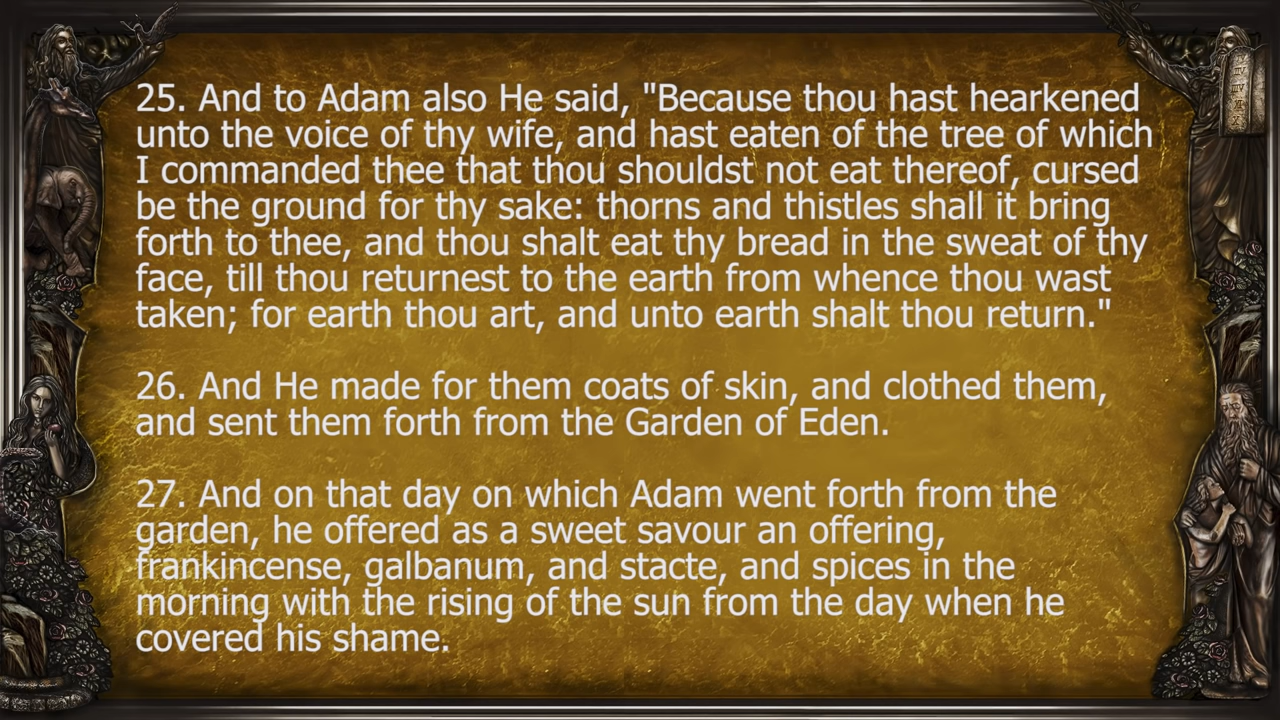 25. And to Adam also He said, "Because thou hast hearkened
unto the voice of thy wife, and hast eaten of the tree of which
I commanded thee that thou shouldst not eat thereof, cursed
be the ground for thy sake: thorns and thistles shall it bring
forth to thee, and thou shalt eat thy bread in the sweat of thy
face, till thou returnest to the earth from whence thou wast
taken; for earth thou art, and unto earth shalt thou return."
26. And He made for them coats of skin, and clothed them,
and sent them forth from the Garden of Eden.
27. And on that day on which Adam went forth from the
garden, he offered as a sweet savour an offering,
frankincense, galbanum, and stacte, and spices in the
morning with the rising of the sun from the day when he
covered his shame.